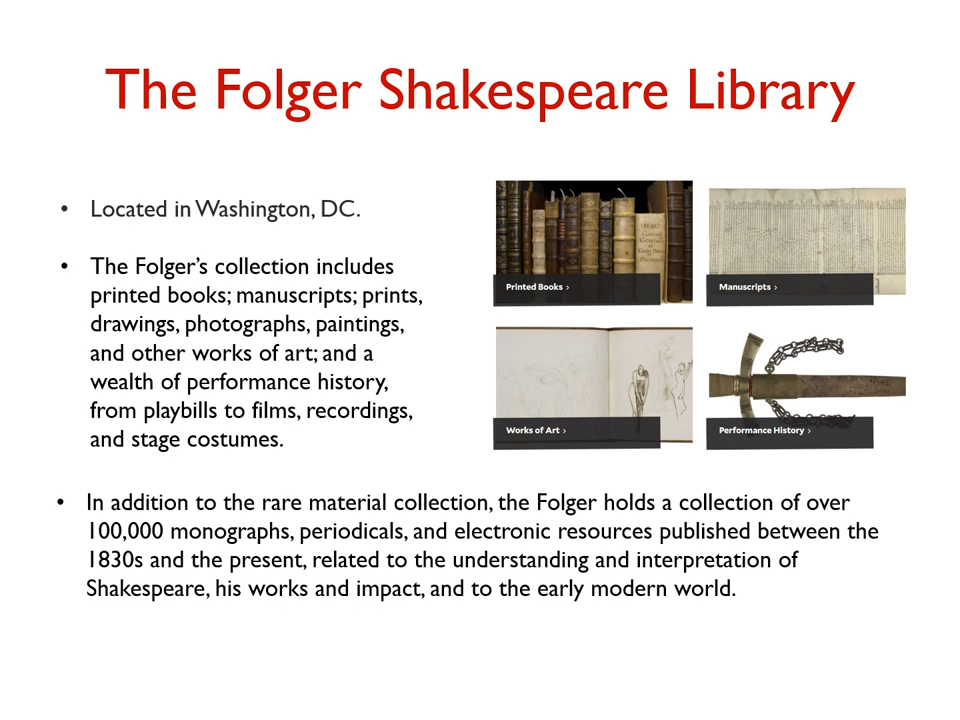 The Folger Shakespeare Library
• Located in Washington, DC.
• The Folger's collection includes
printed books; manuscripts; prints,
drawings, photographs, paintings,
and other works of art; and a
wealth of performance history,
from playbills to films, recordings,
and stage costumes.
Printed Books ›
Manuscripts ›
Works of Art ›
Performance History ›
• In addition to the rare material collection, the Folger holds a collection of over
100,000 monographs, periodicals, and electronic resources published between the
1830s and the present, related to the understanding and interpretation of
Shakespeare, his works and impact, and to the early modern world.